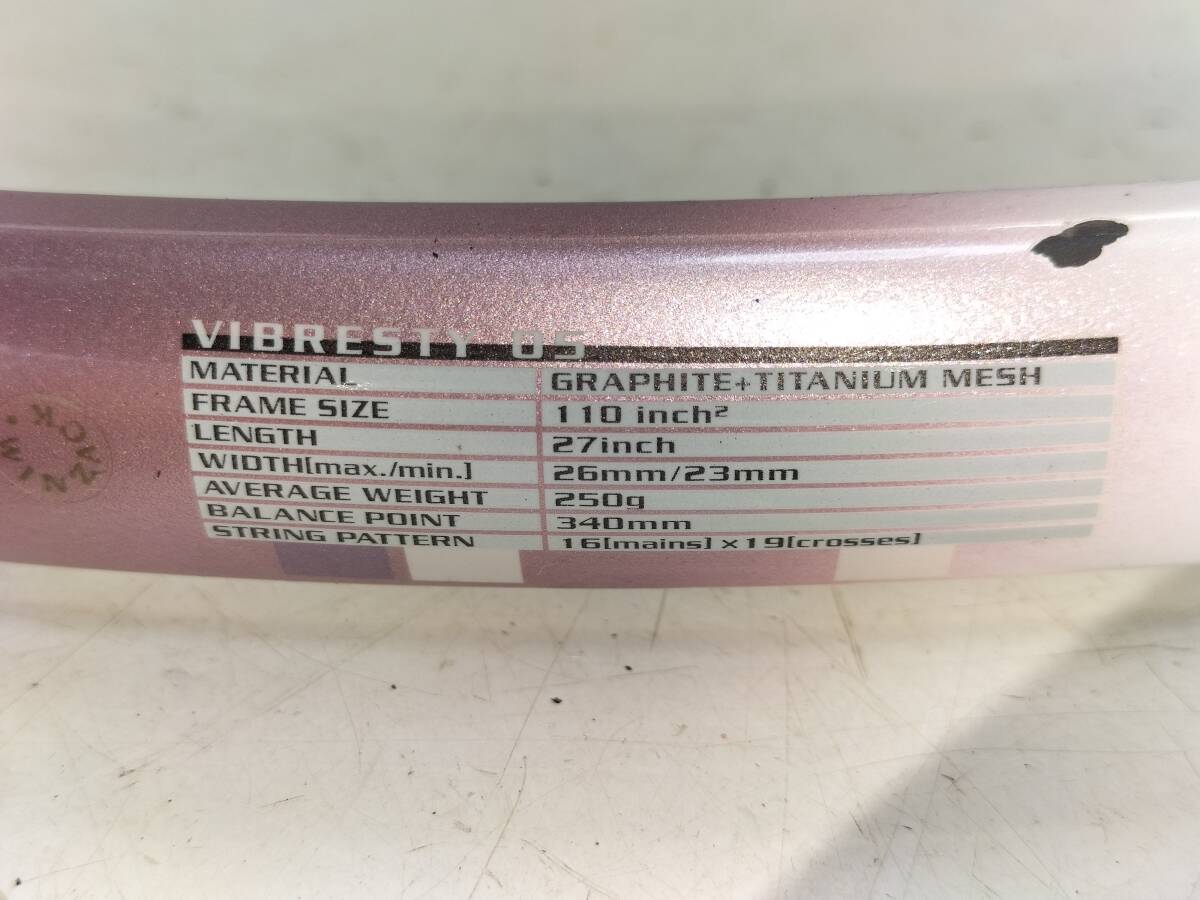 VIBRESTY 05
MATERIAL GRAPHITE+TITANIUM MESH
FRAME SIZE 110 inch²
LENGTH 27inch
WIDTH[max./min.] 26mm/23mm
AVERAGE WEIGHT 250g
BALANCE POINT 340mm
STRING PATTERN 16[mains] x 19[crosses]